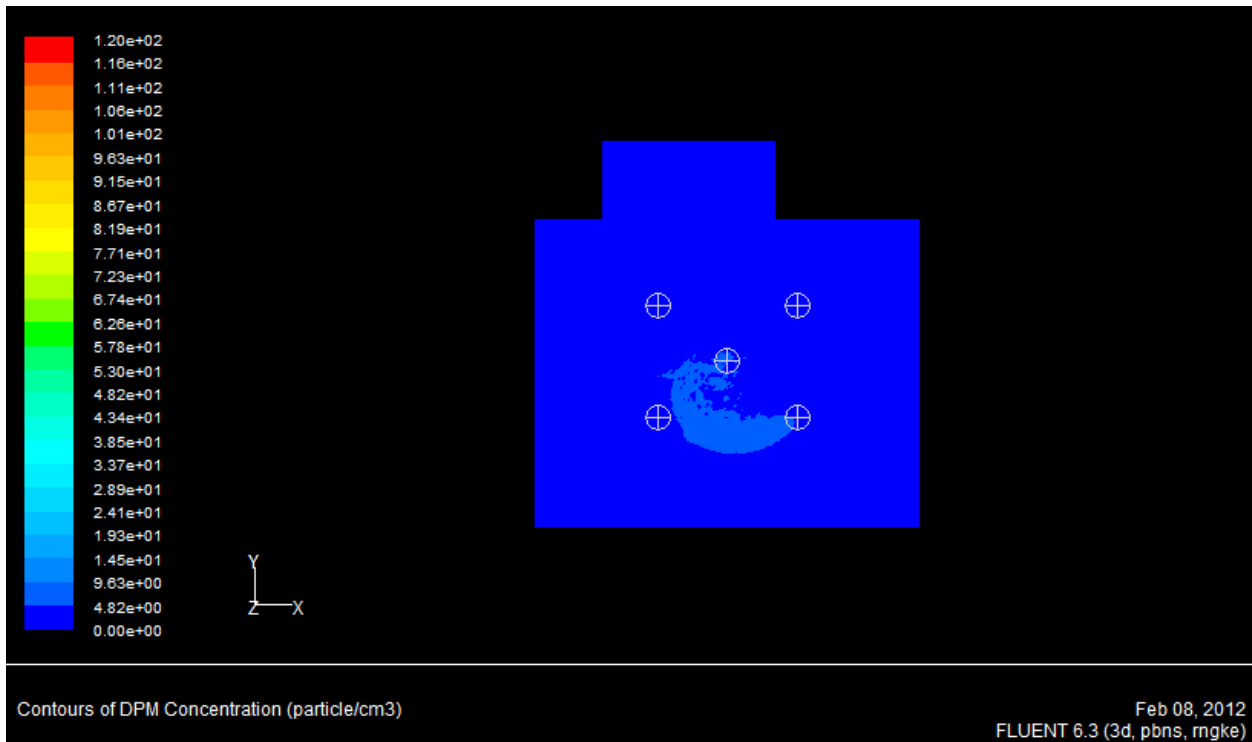 1.20e+02
1.16e+02
1.11e+02
1.06e+02
1.01e+02
9.63e+01
9.15e+01
8.67e+01
8.19e+01
7.71e+01
7.23e+01
6.74e+01
6.26e+01
5.78e+01
5.30e+01
4.82e+01
4.34e+01
3.85e+01
3.37e+01
2.89e+01
2.41e+01
1.93e+01
1.45e+01
9.63e+00
4.82e+00
0.00e+00
Y
Z X
Contours of DPM Concentration (particle/cm3)
Feb 08, 2012
FLUENT 6.3 (3d, pbns, rngke)